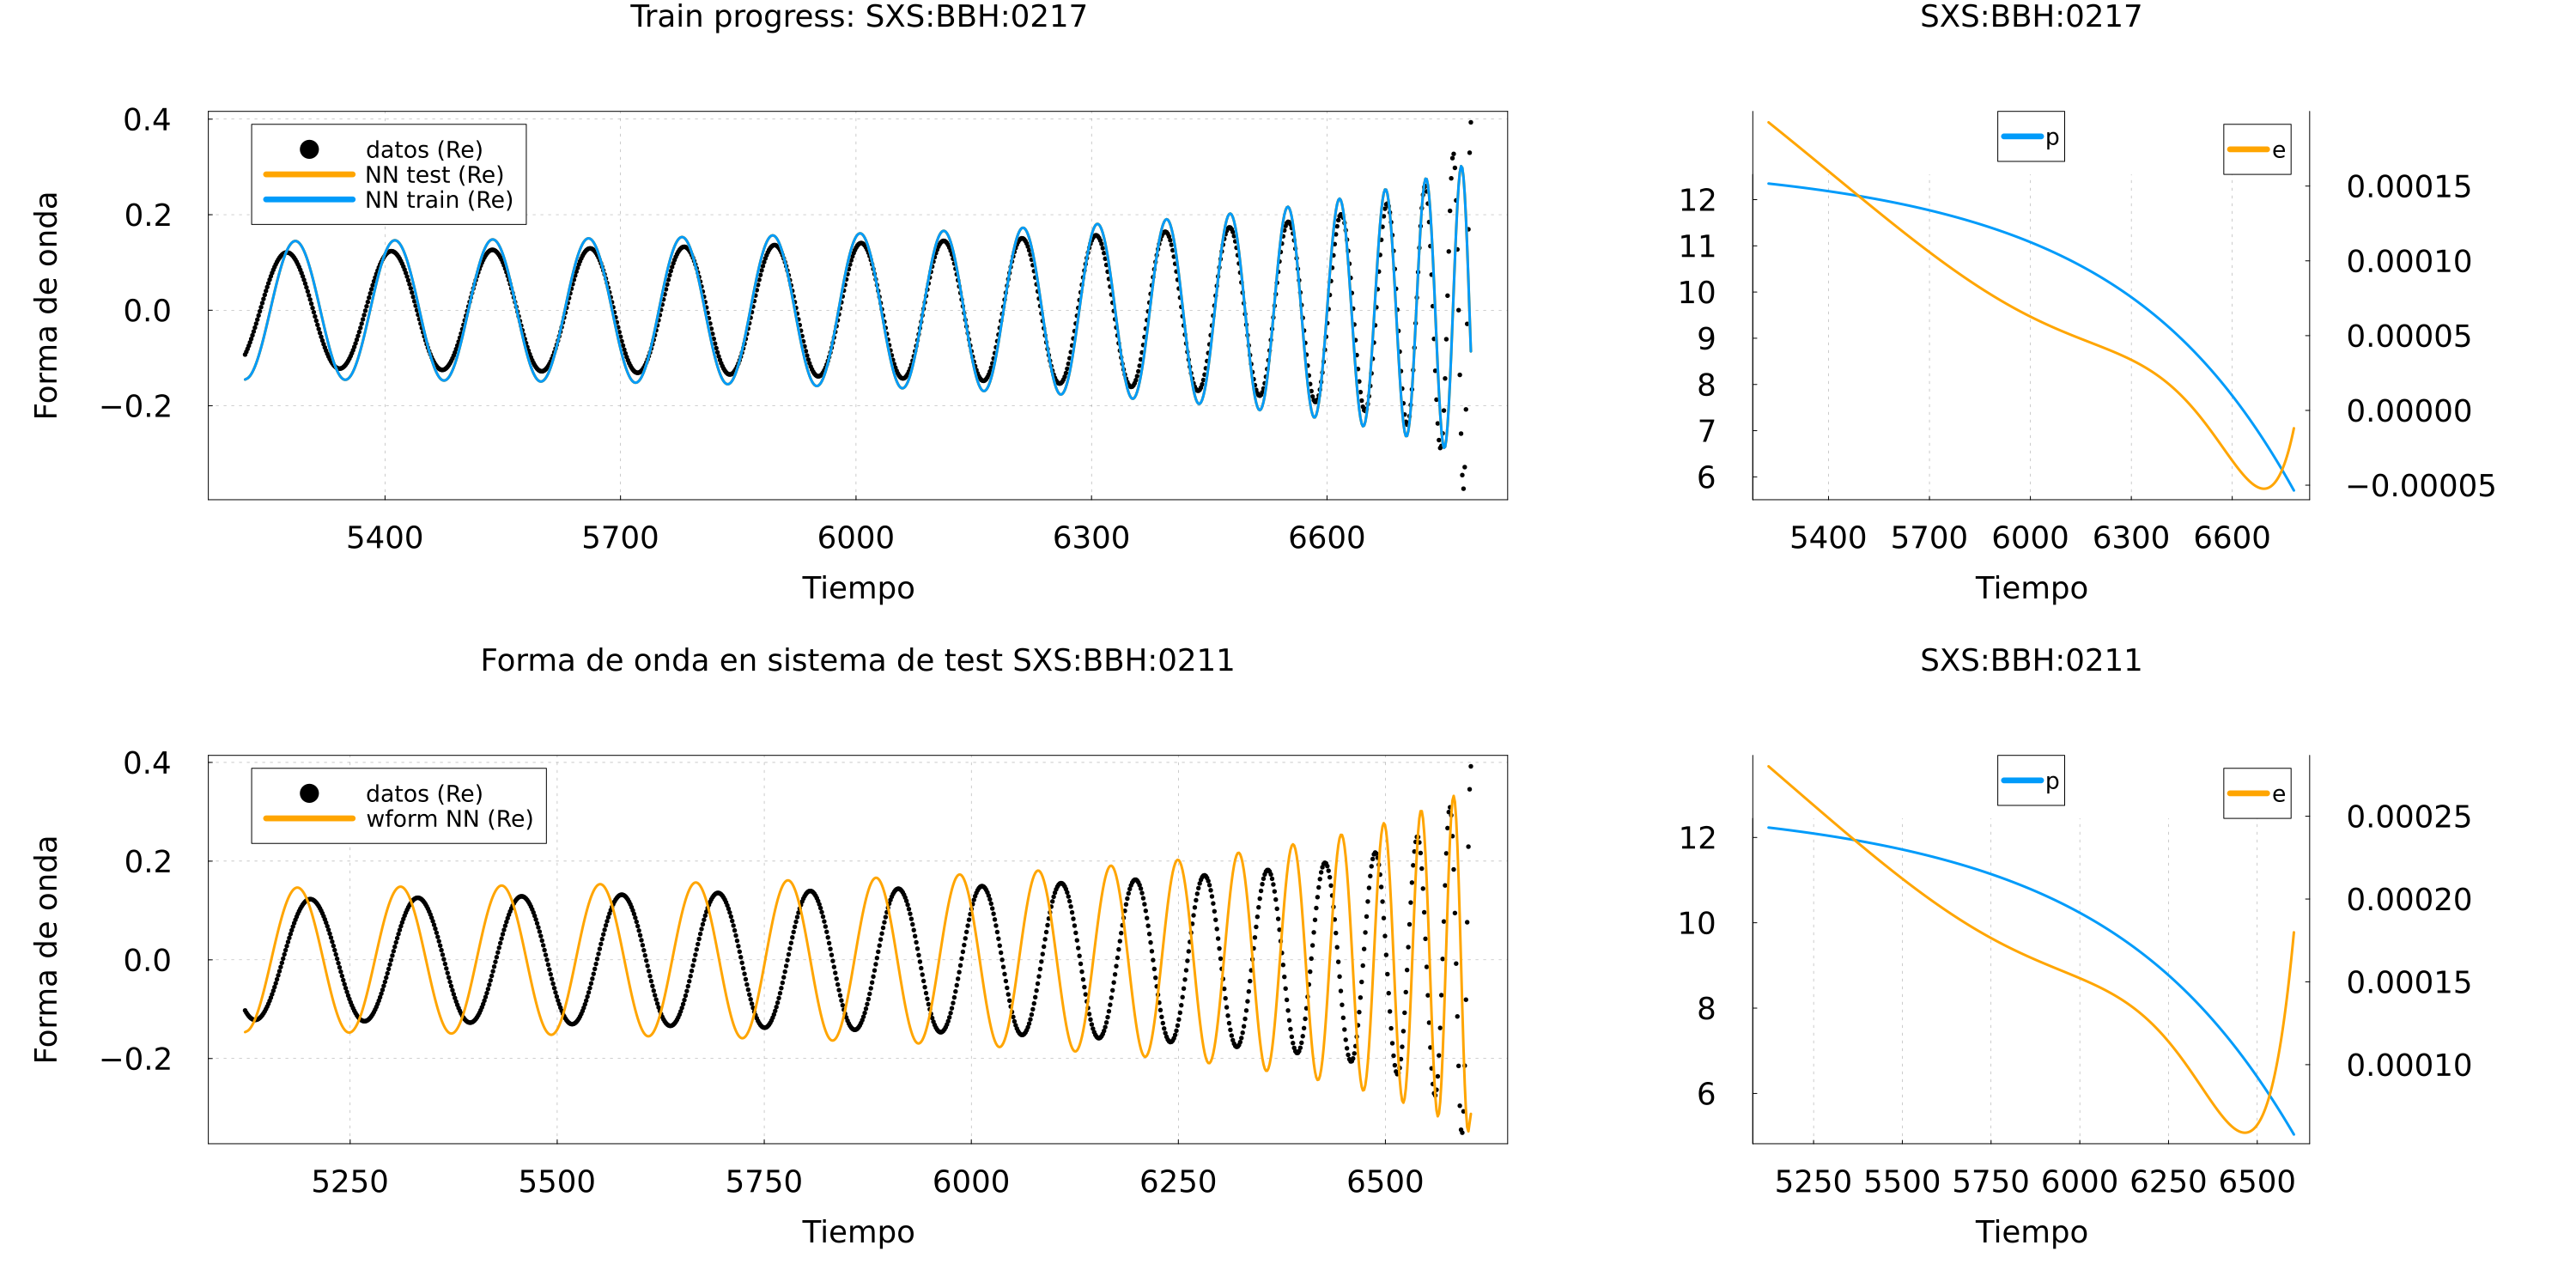 Train progress: SXS:BBH:0217
SXS:BBH:0217
0.4
0.2
0.0
−0.2
Forma de onda
datos (Re)
NN test (Re)
NN train (Re)
5400 5700 6000 6300 6600
Tiempo
12
11
10
9
8
7
6
p
e
0.00015
0.00010
0.00005
0.00000
−0.00005
5400 5700 6000 6300 6600
Tiempo
Forma de onda en sistema de test SXS:BBH:0211
SXS:BBH:0211
0.4
0.2
0.0
−0.2
Forma de onda
datos (Re)
wform NN (Re)
5250 5500 5750 6000 6250 6500
Tiempo
12
10
8
6
p
e
0.00025
0.00020
0.00015
0.00010
5250 5500 5750 6000 6250 6500
Tiempo